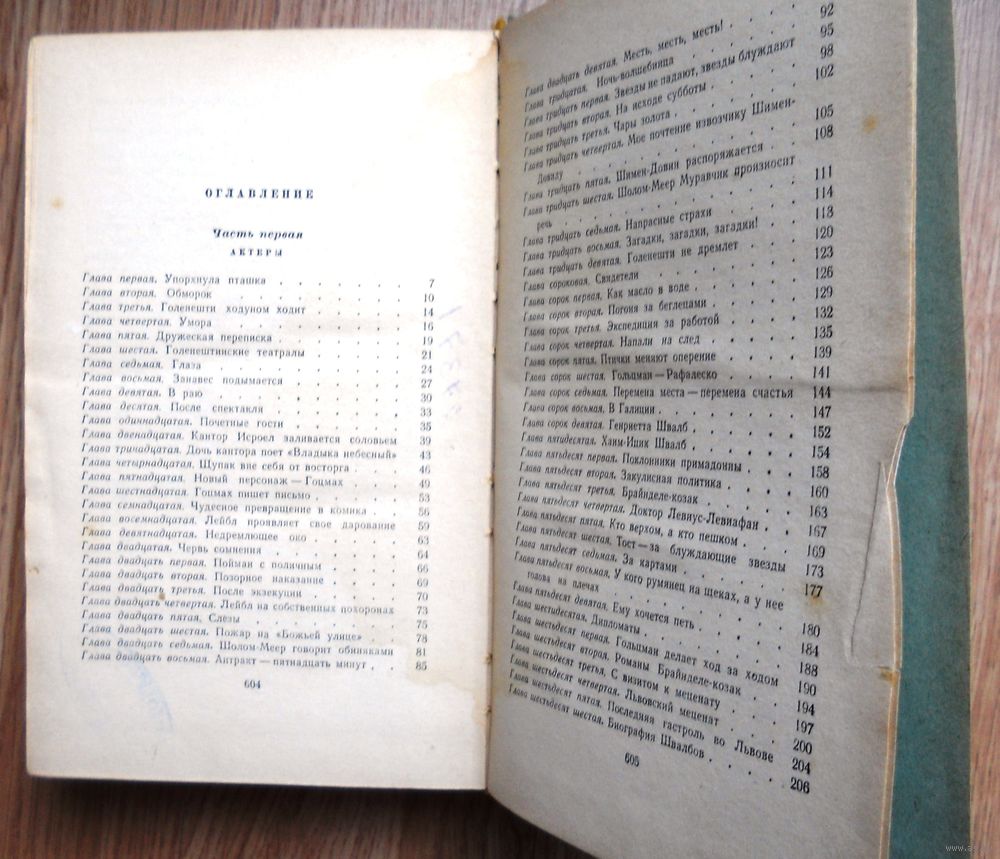 ОГЛАВЛЕНИЕ
Часть первая
АКТЕРЫ
Глава первая. Упорхнула пташка . . . . . . 7
Глава вторая. Обморок . . . . . . 10
Глава третья. Голенешти ходуном ходит . . . . . . 14
Глава четвертая. Умора . . . . . . 16
Глава пятая. Дружеская переписка . . . . . . 19
Глава шестая. Голенештинские театралы . . . . . . 21
Глава седьмая. Глаза . . . . . . 24
Глава восьмая. Занавес подымается . . . . . . 27
Глава девятая. В раю . . . . . . 30
Глава десятая. После спектакля . . . . . . 33
Глава одиннадцатая. Почетные гости . . . . . . 35
Глава двенадцатая. Кантор Исроел заливается соловьем 39
Глава тринадцатая. Дочь кантора поет «Владыка небесный» 43
Глава четырнадцатая. Щупак вне себя от восторга . . . 46
Глава пятнадцатая. Новый персонаж — Гоцмах . . . . 49
Глава шестнадцатая. Гоцмах пишет письмо . . . . . 53
Глава семнадцатая. Чудесное превращение в комика . . 56
Глава восемнадцатая. Лейбл проявляет свое дарование 59
Глава девятнадцатая. Недремлющее око . . . . . 63
Глава двадцатая. Червь сомнения . . . . . . 64
Глава двадцать первая. Пойман с поличным . . . . 66
Глава двадцать вторая. Позорное наказание . . . . 69
Глава двадцать третья. После экзекуции . . . . . 70
Глава двадцать четвертая. Лейбл на собственных похоронах 73
Глава двадцать пятая. Слезы . . . . . . 75
Глава двадцать шестая. Пожар на «Божьей улице» . . . 78
Глава двадцать седьмая. Шолом-Меер говорит обиняками 81
Глава двадцать восьмая. Антракт — пятнадцать минут . . 85
604
Глава двадцать девятая. Месть, месть, месть! . . . 92
Глава тридцатая. Ночь-волшебница . . . . . 95
Глава тридцать первая. Звезды не падают, звезды блуждают 98
Глава тридцать вторая. На исходе субботы . . . . 102
Глава тридцать третья. Чары золота . . . . . 105
Глава тридцать четвертая. Мое почтение извозчику Шимен-
Довиду . . . . . . 108
Глава тридцать пятая. Шимен-Довид распоряжается . . 111
Глава тридцать шестая. Шолом-Меер Муравчик произносит
речь . . . . . . 114
Глава тридцать седьмая. Напрасные страхи . . . . 118
Глава тридцать восьмая. Загадки, загадки, загадки! . . 120
Глава тридцать девятая. Голенешти не дремлет . . . 123
Глава сороковая. Свидетели . . . . . . 126
Глава сорок первая. Как масло в воде . . . . . 129
Глава сорок вторая. Погоня за беглецами . . . . 132
Глава сорок третья. Экспедиция за работой . . . . 135
Глава сорок четвертая. Напали на след . . . . . 139
Глава сорок пятая. Птички меняют оперение . . . . 141
Глава сорок шестая. Гольцман — Рафалеско . . . . 144
Глава сорок седьмая. Перемена места — перемена счастья 147
Глава сорок восьмая. В Галиции . . . . . . 152
Глава сорок девятая. Генриетта Швалб . . . . . 154
Глава пятидесятая. Хаим-Ицик Швалб . . . . . 158
Глава пятьдесят первая. Поклонники примадонны . . . 160
Глава пятьдесят вторая. Закулисная политика . . . 163
Глава пятьдесят третья. Брайнделе-козак . . . . 167
Глава пятьдесят четвертая. Доктор Левиус-Левиафан . . 169
Глава пятьдесят пятая. Кто верхом, а кто пешком . . . 173
Глава пятьдесят шестая. Тост — за блуждающие звезды 177
Глава пятьдесят седьмая. За картами . . . . .
Глава пятьдесят восьмая. У кого румянец на щеках, а у нее
голова на плечах . . . . . . 180
Глава пятьдесят девятая. Ему хочется петь . . . . 184
Глава шестидесятая. Дипломаты . . . . . . 188
Глава шестьдесят первая. Гольцман делает ход за ходом 190
Глава шестьдесят вторая. Романы Брайнделе-козак . . 194
Глава шестьдесят третья. С визитом к меценату . . . 197
Глава шестьдесят четвертая. Львовский меценат . . . 200
Глава шестьдесят пятая. Последняя гастроль во Львове 204
Глава шестьдесят шестая. Биография Швалбов . . . 206
605